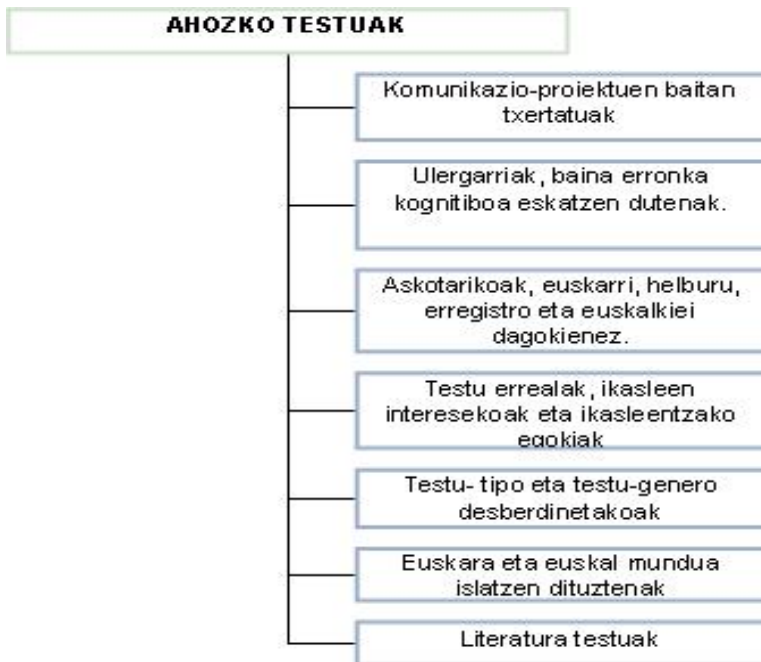 AHOZKO TESTUAK
Komunikazio-proiektuen baitan
txertatuak
Ulergarriak, baina erronka
kognitiboa eskatzen dutenak.
Askotarikoak, euskarri, helburu,
erregistro eta euskalkiei
dagokienez.
Testu errealak, ikasleen
interesekoak eta ikasleentzako
egokiak
Testu- tipo eta testu-genero
desberdinetakoak
Euskara eta euskal mundua
islatzen dituztenak
Literatura testuak